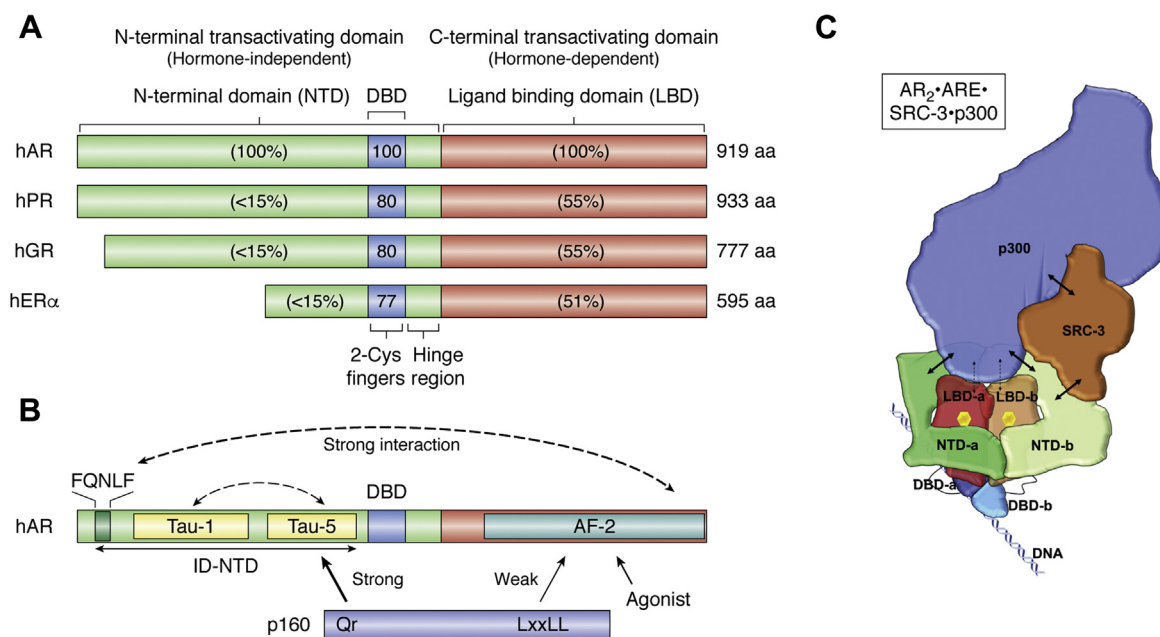 A
N-terminal transactivating domain
(Hormone-independent)
C-terminal transactivating domain
(Hormone-dependent)
N-terminal domain (NTD) DBD Ligand binding domain (LBD)
hAR (100%) 100 (100%) 919 aa
hPR (<15%) 80 (55%) 933 aa
hGR (<15%) 80 (55%) 777 aa
hERα (<15%) 77 (51%) 595 aa
2-Cys
fingers
Hinge
region
B
Strong interaction
FQNLF
DBD
hAR Tau-1 Tau-5 AF-2
ID-NTD
Strong Weak Agonist
p160 Qr LxxLL
C
AR₂•ARE•
SRC-3•p300
p300
SRC-3
LBD-a LBD-b
NTD-a NTD-b
DBD-a
DBD-b
DNA